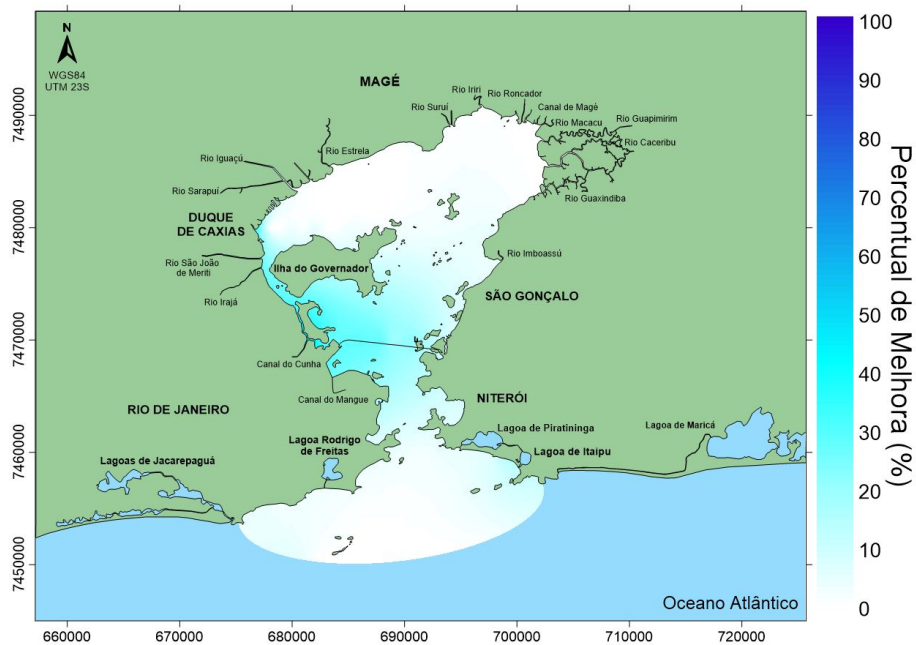 N
WGS84
UTM 23S
MAGÉ
Rio Iriri
Rio Roncador
Rio Suruí
Canal de Magé
Rio Macacu
Rio Guapimirim
Rio Caceribu
Rio Estrela
Rio Iguaçú
Rio Sarapuí
Rio Guaxindiba
DUQUE
DE CAXIAS
Rio Imboassú
Rio São João
de Meriti
Ilha do Governador
Rio Irajá
SÃO GONÇALO
Canal do Cunha
Canal do Mangue
NITERÓI
RIO DE JANEIRO
Lagoa de Piratininga
Lagoa de Maricá
Lagoa Rodrigo
de Freitas
Lagoa de Itaipu
Lagoas de Jacarepaguá
Oceano Atlântico
7490000
7480000
7470000
7460000
7450000
660000
670000
680000
690000
700000
710000
720000
100
90
80
70
60
50
40
30
20
10
0
Percentual de Melhora (%)